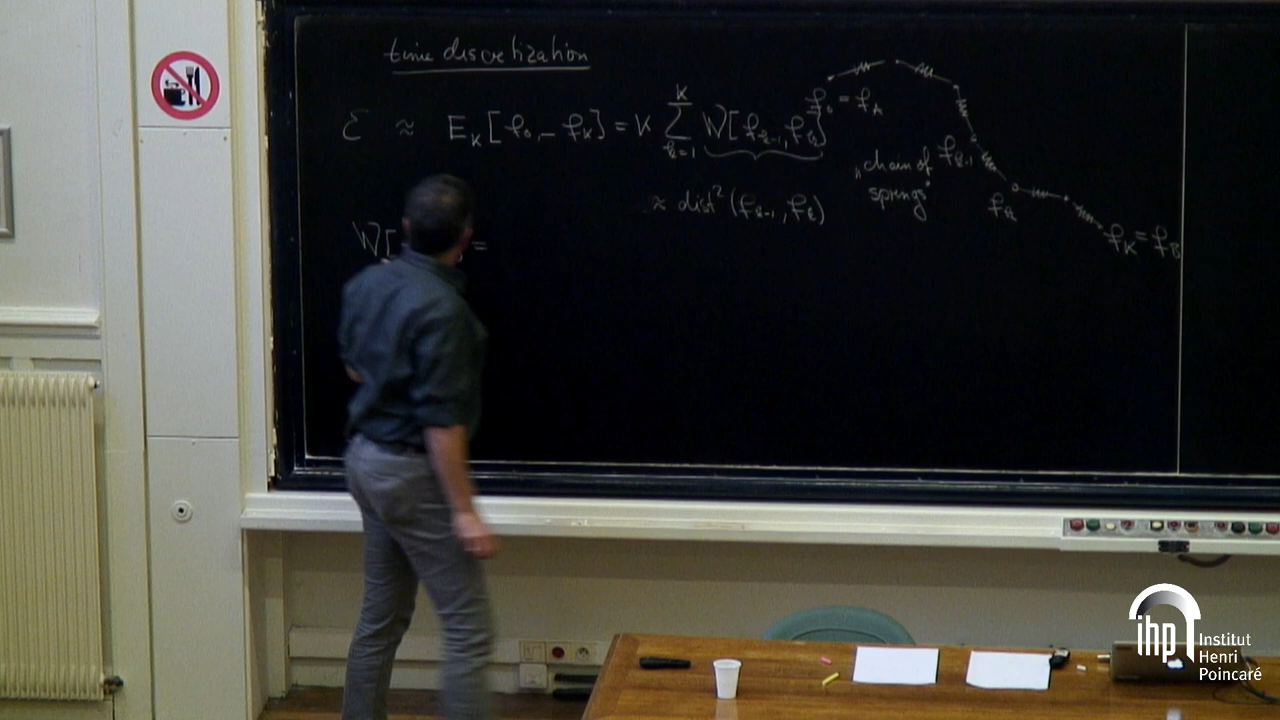 time discretization
ℰ ≈ E_K[f_0, — f_K] = K ∑_{k=1}^{K} W[f_{k-1}, f_k]
≈ dist²(f_{k-1}, f_k)
W[ =
f_0 = f_A
"chain of
springs"
f_{k-1}
f_k
f_K = f_B
ihp Institut
Henri
Poincaré